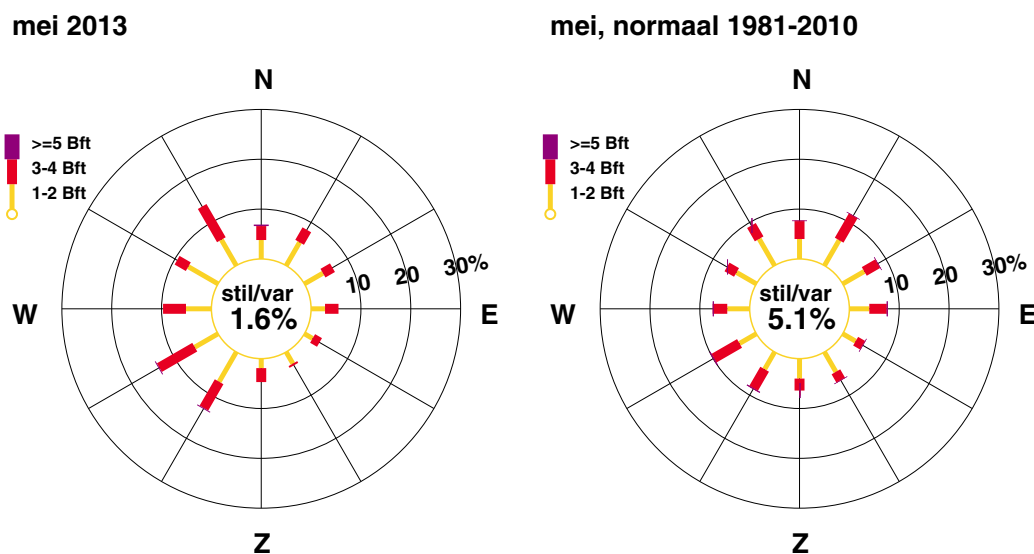 mei 2013
N
>=5 Bft
3-4 Bft
1-2 Bft
10
20
30%
W
stil/var
1.6%
E
Z
mei, normaal 1981-2010
N
>=5 Bft
3-4 Bft
1-2 Bft
10
20
30%
W
stil/var
5.1%
E
Z